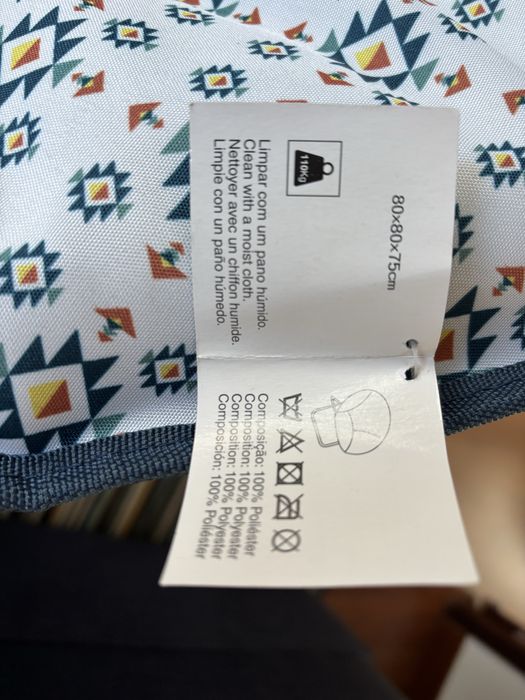 80x80x75cm
110Kg
Limpar com um pano húmido.
Clean with a moist cloth.
Nettoyer avec un chiffon humide.
Limpie con un paño húmedo.
Composição: 100% Poliéster
Composition: 100% Polyester
Composition: 100% Polyester
Composición: 100% Poliéster